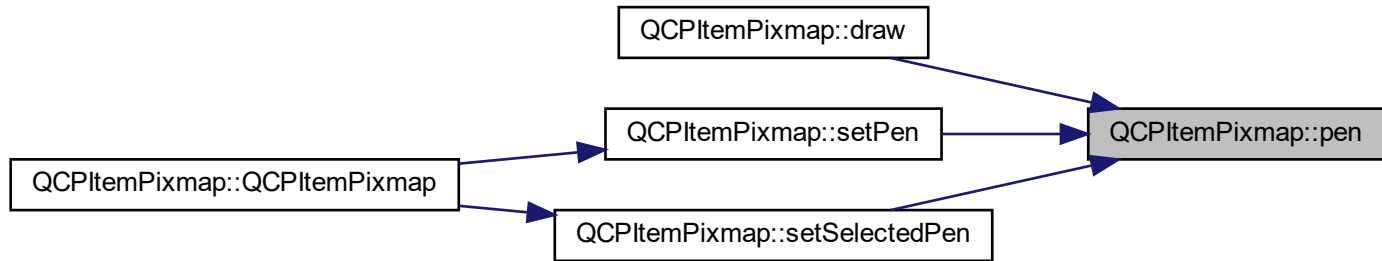 QCPItemPixmap::draw
QCPItemPixmap::setPen
QCPItemPixmap::pen
QCPItemPixmap::QCPItemPixmap
QCPItemPixmap::setSelectedPen